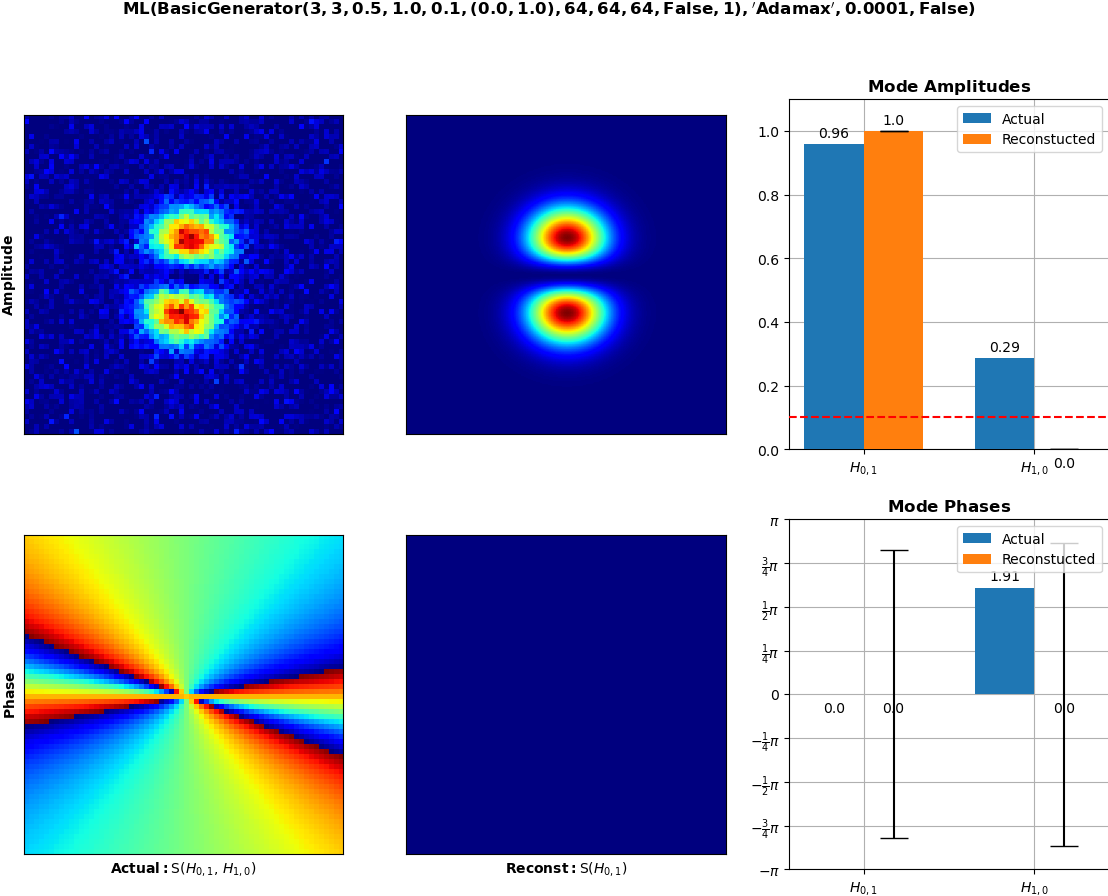 ML(BasicGenerator(3, 3, 0.5, 1.0, 0.1, (0.0, 1.0), 64, 64, 64, False, 1), ′Adamax′, 0.0001, False)
Amplitude
Mode Amplitudes
Actual
Reconstucted
0.96
1.0
0.29
0.0
1.0
0.8
0.6
0.4
0.2
0.0
H0, 1
H1, 0
Phase
Actual: S(H0, 1, H1, 0)
Reconst: S(H0, 1)
Mode Phases
Actual
Reconstucted
1.91
0.0
0.0
0.0
π
3/4π
1/2π
1/4π
0
−1/4π
−1/2π
−3/4π
−π
H0, 1
H1, 0